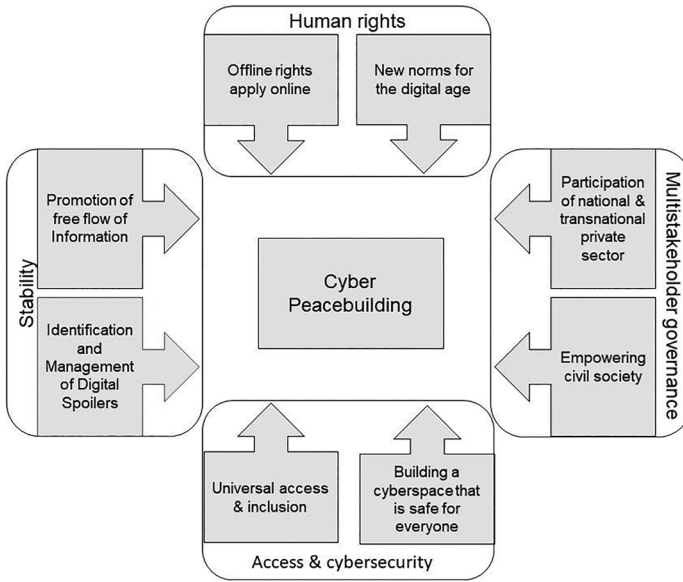 Human rights
Offline rights
apply online
New norms for
the digital age
Stability
Promotion of
free flow of
Information
Identification
and
Management
of Digital
Spoilers
Cyber
Peacebuilding
Participation
of national &
transnational
private
sector
Empowering
civil society
Multistakeholder governance
Universal access
& inclusion
Building a
cyberspace that
is safe for
everyone
Access & cybersecurity